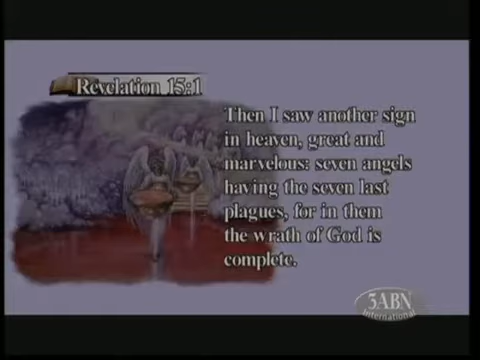 Revelation 15:1
Then I saw another sign
in heaven, great and
marvelous: seven angels
having the seven last
plagues, for in them
the wrath of God is
complete.
3ABN
International